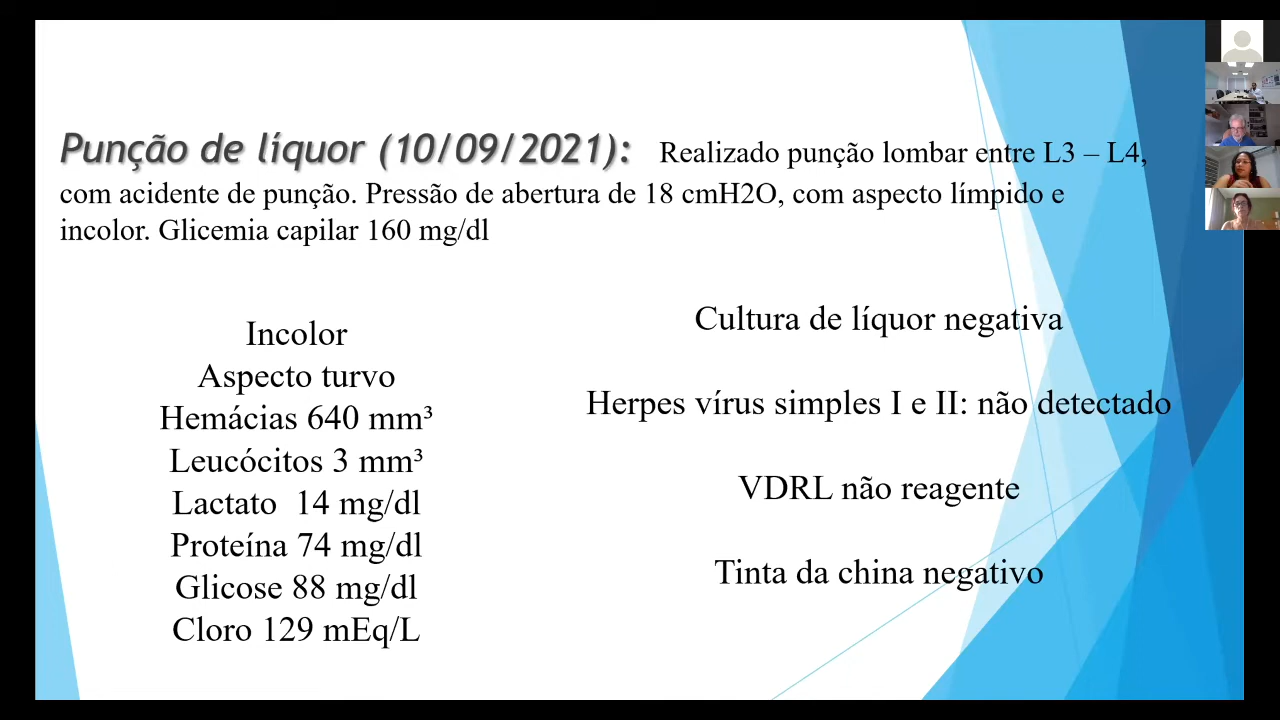 Punção de líquor (10/09/2021): Realizado punção lombar entre L3 – L4,
com acidente de punção. Pressão de abertura de 18 cmH2O, com aspecto límpido e
incolor. Glicemia capilar 160 mg/dl
Incolor
Aspecto turvo
Hemácias 640 mm³
Leucócitos 3 mm³
Lactato  14 mg/dl
Proteína 74 mg/dl
Glicose 88 mg/dl
Cloro 129 mEq/L
Cultura de líquor negativa
Herpes vírus simples I e II: não detectado
VDRL não reagente
Tinta da china negativo